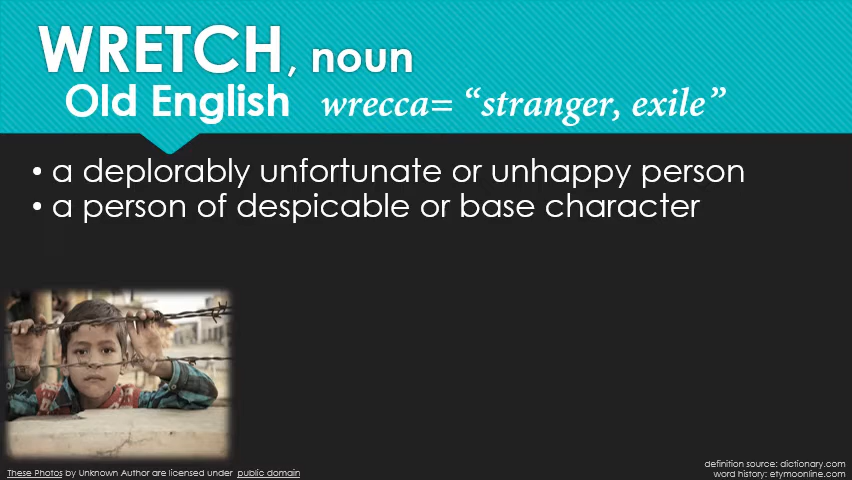 WRETCH, noun
Old English wrecca= “stranger, exile”
• a deplorably unfortunate or unhappy person
• a person of despicable or base character
These Photos by Unknown Author are licensed under public domain
definition source: dictionary.com
word history: etymoonline.com